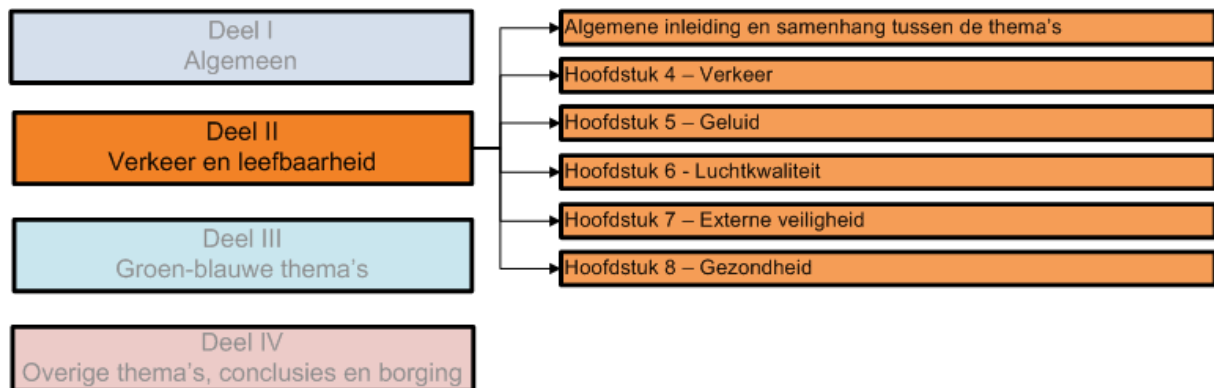 Deel I
Algemeen
Deel II
Verkeer en leefbaarheid
Deel III
Groen-blauwe thema's
Deel IV
Overige thema's, conclusies en borging
Algemene inleiding en samenhang tussen de thema's
Hoofdstuk 4 – Verkeer
Hoofdstuk 5 – Geluid
Hoofdstuk 6 - Luchtkwaliteit
Hoofdstuk 7 – Externe veiligheid
Hoofdstuk 8 – Gezondheid